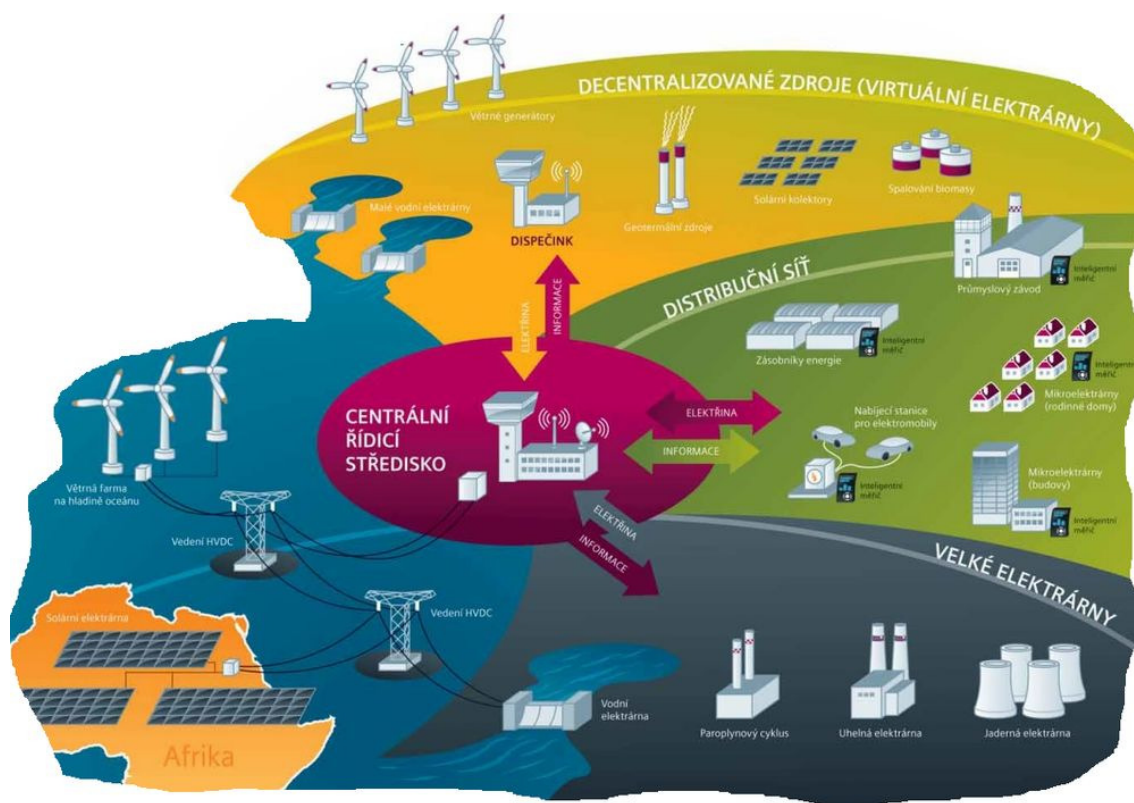 DECENTRALIZOVANÉ ZDROJE (VIRTUÁLNÍ ELEKTRÁRNY)
Větrné generátory
Malé vodní elektrárny
DISPEČINK
Geotermální zdroje
Solární kolektory
Spalování biomasy
ELEKTŘINA
INFORMACE
DISTRIBUČNÍ SÍŤ
Průmyslový závod
Inteligentní
měřič
Zásobníky energie
Inteligentní
měřič
Inteligentní
měřič
Mikroelektrárny
(rodinné domy)
Nabíjecí stanice
pro elektromobily
Inteligentní
měřič
Mikroelektrárny
(budovy)
Inteligentní
měřič
CENTRÁLNÍ
ŘÍDICÍ
STŘEDISKO
ELEKTŘINA
INFORMACE
ELEKTŘINA
INFORMACE
Větrná farma
na hladině oceánu
Vedení HVDC
Vedení HVDC
Solární elektrárna
Afrika
VELKÉ ELEKTRÁRNY
Vodní
elektrárna
Paroplynový cyklus
Uhelná elektrárna
Jaderná elektrárna